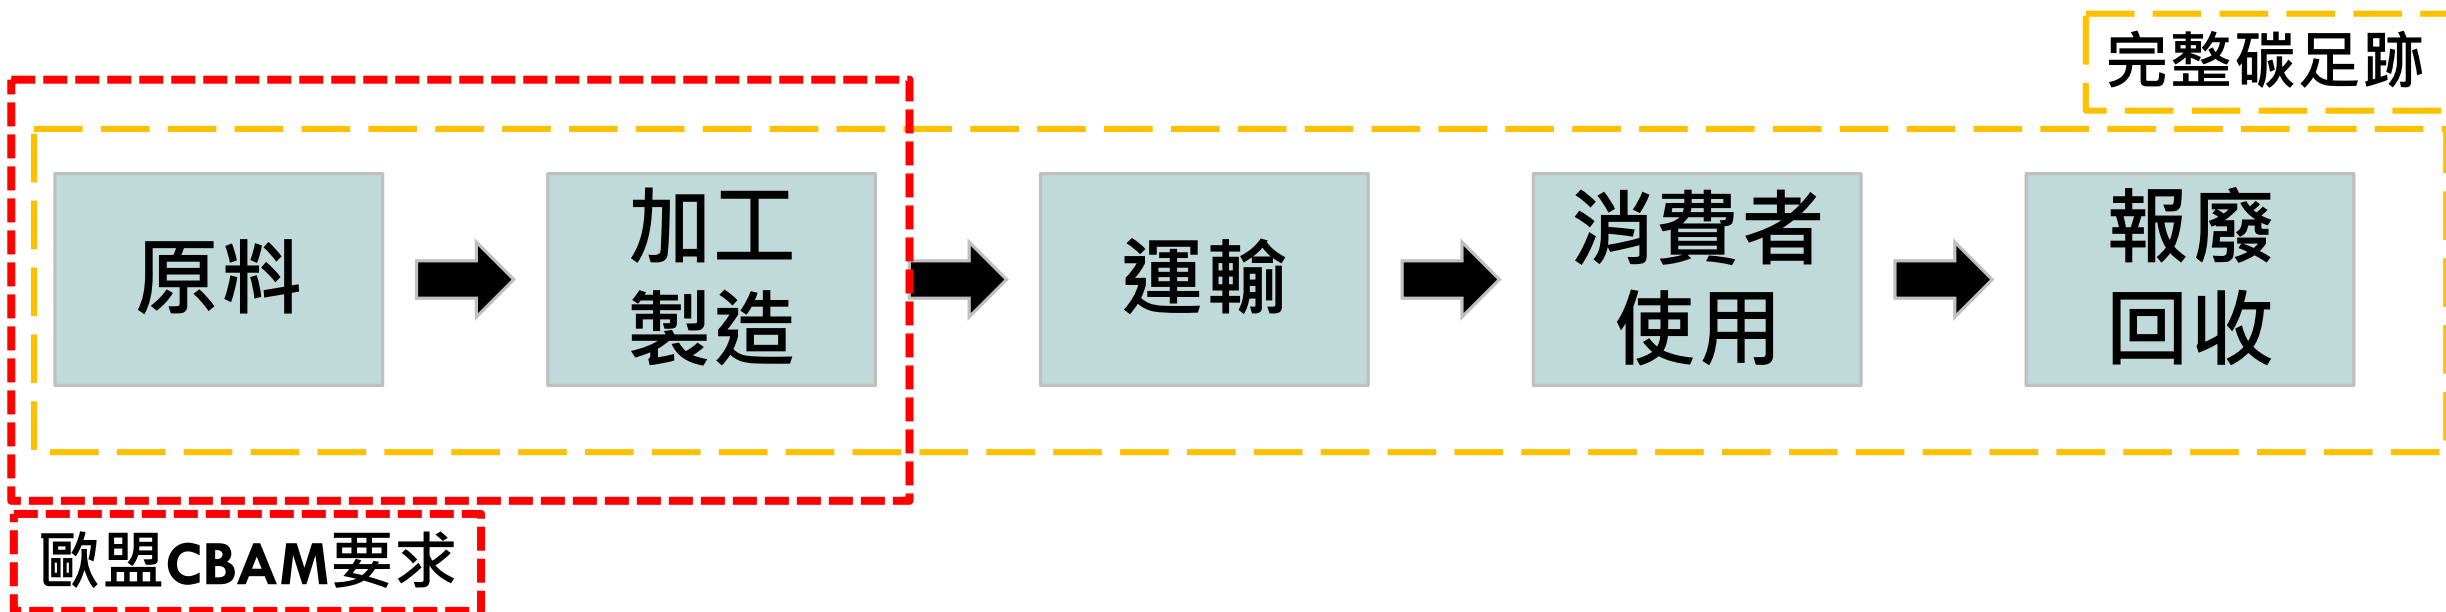 完整碳足跡
原料
加工
製造
運輸
消費者
使用
報廢
回收
歐盟CBAM要求